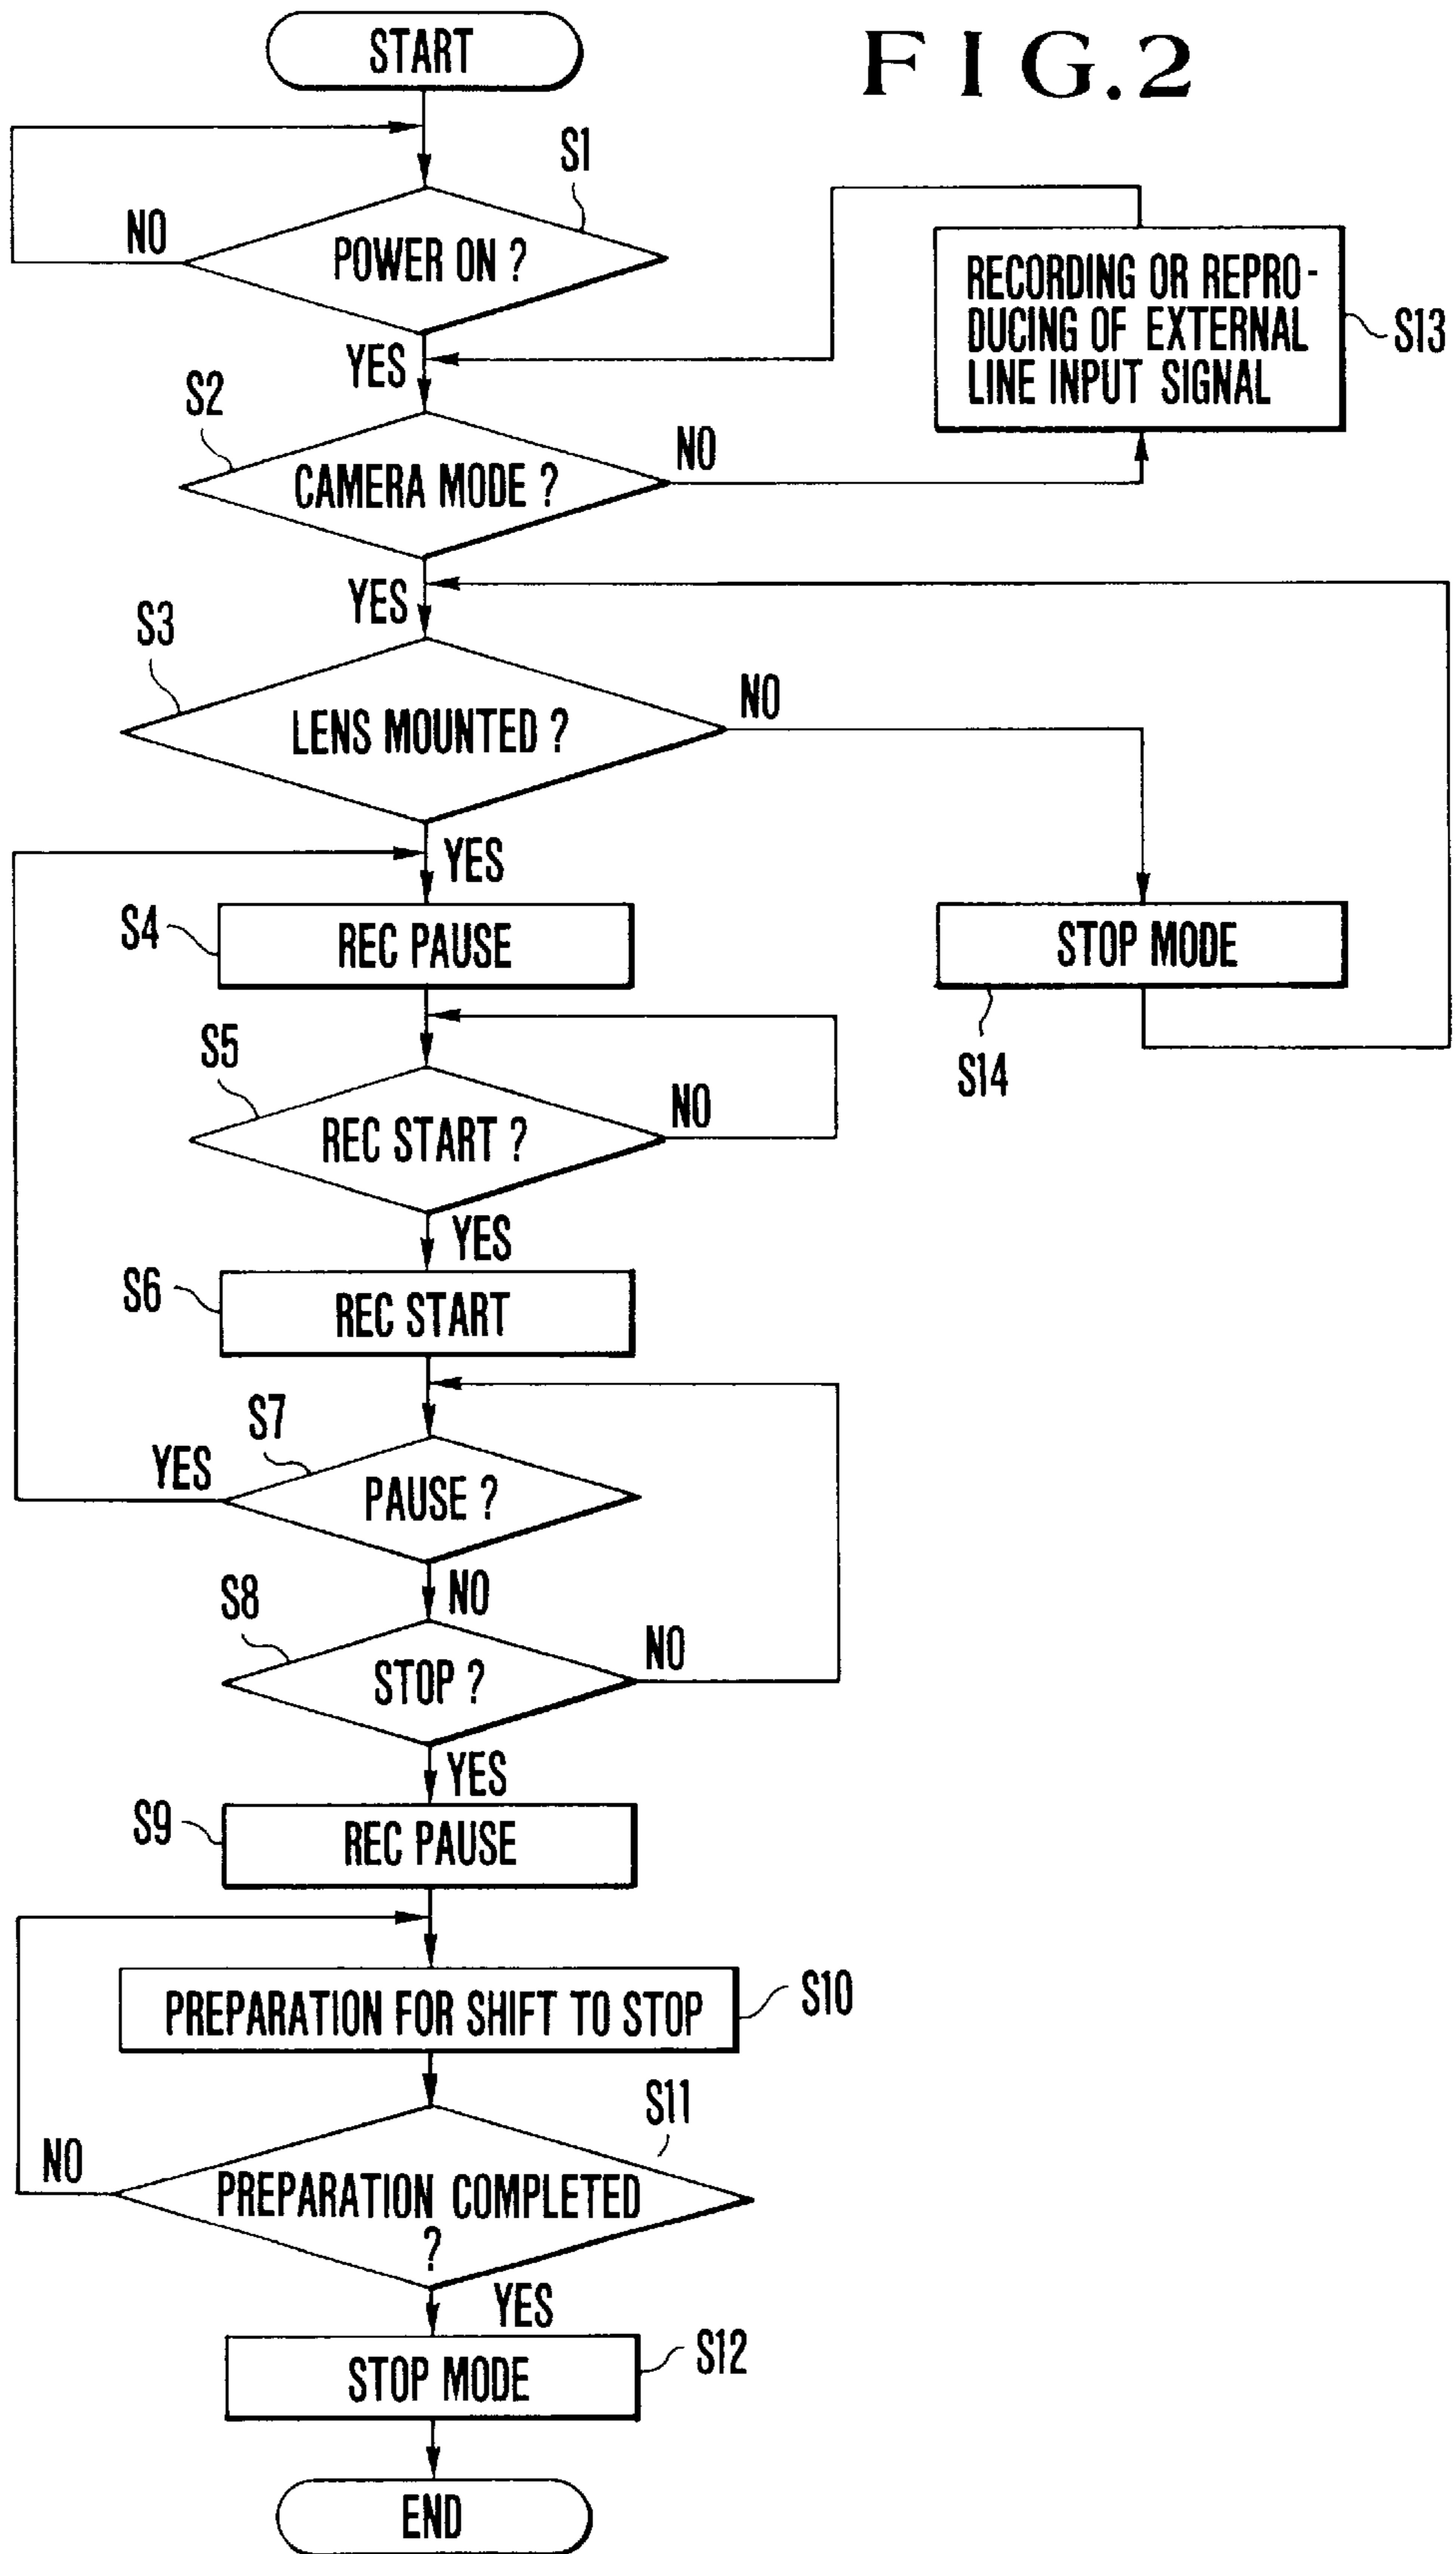 START
FIG.2
S1
NO
POWER ON ?
RECORDING OR REPRO-
DUCING OF EXTERNAL
LINE INPUT SIGNAL
S13
YES
S2
NO
CAMERA MODE ?
YES
S3
NO
LENS MOUNTED ?
YES
S4
REC PAUSE
STOP MODE
S14
S5
NO
REC START ?
YES
S6
REC START
S7
YES
PAUSE ?
NO
S8
NO
STOP ?
YES
S9
REC PAUSE
PREPARATION FOR SHIFT TO STOP
S10
S11
NO
PREPARATION COMPLETED
?
YES
S12
STOP MODE
END